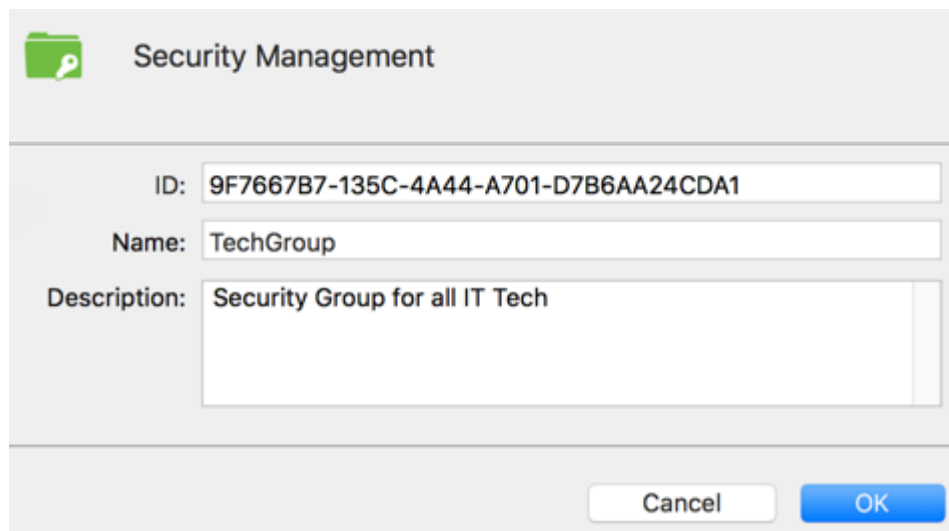 Security Management
ID: 9F7667B7-135C-4A44-A701-D7B6AA24CDA1
Name: TechGroup
Description: Security Group for all IT Tech
Cancel OK